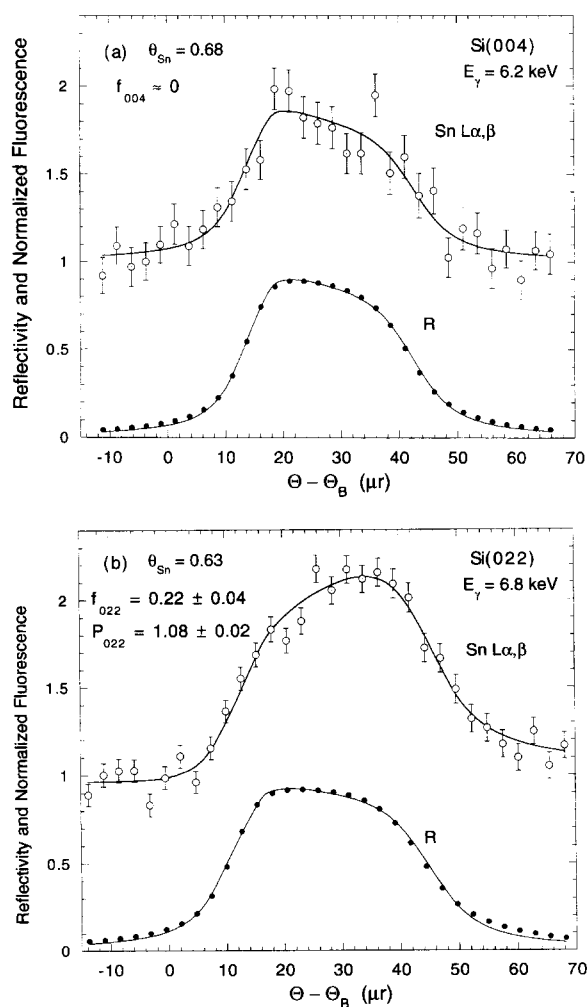 (a) θSn = 0.68
f004 ≈ 0
Si(004)
Eγ = 6.2 keV
Sn Lα,β
R
Reflectivity and Normalized Fluorescence
2
1.5
1
0.5
0
-10 0 10 20 30 40 50 60 70
Θ – ΘB (μr)
(b) θSn = 0.63
f022 = 0.22 ± 0.04
P022 = 1.08 ± 0.02
Si(022)
Eγ = 6.8 keV
Sn Lα,β
R
Reflectivity and Normalized Fluorescence
2
1.5
1
0.5
0
-10 0 10 20 30 40 50 60 70
Θ – ΘB (μr)